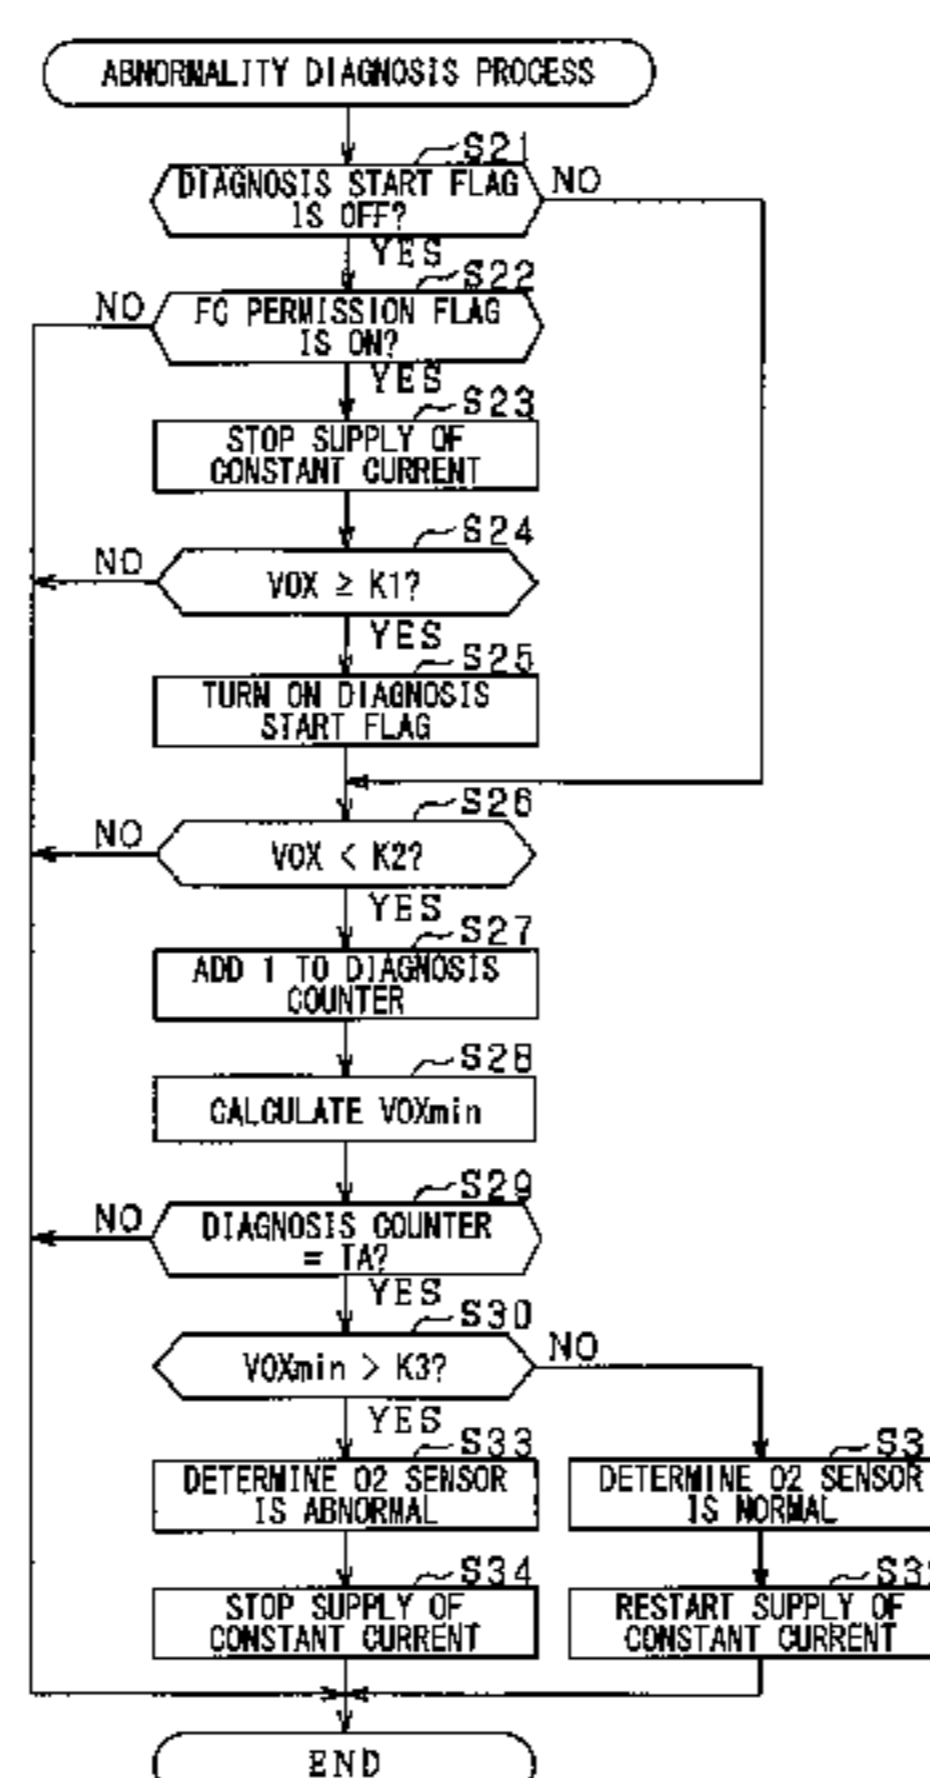 ABNORMALITY DIAGNOSIS PROCESS
S21
DIAGNOSIS START FLAG
IS OFF?
NO
YES
S22
NO
FC PERMISSION FLAG
IS ON?
YES
S23
STOP SUPPLY OF
CONSTANT CURRENT
S24
NO
VOX ≥ K1?
YES
S25
TURN ON DIAGNOSIS
START FLAG
S26
NO
VOX < K2?
YES
S27
ADD 1 TO DIAGNOSIS
COUNTER
S28
CALCULATE VOXmin
S29
NO
DIAGNOSIS COUNTER
= TA?
YES
S30
VOXmin > K3?
NO
YES
S33
DETERMINE O2 SENSOR
IS ABNORMAL
S3
DETERMINE O2 SENSOR
IS NORMAL
S34
STOP SUPPLY OF
CONSTANT CURRENT
S3
RESTART SUPPLY OF
CONSTANT CURRENT
END